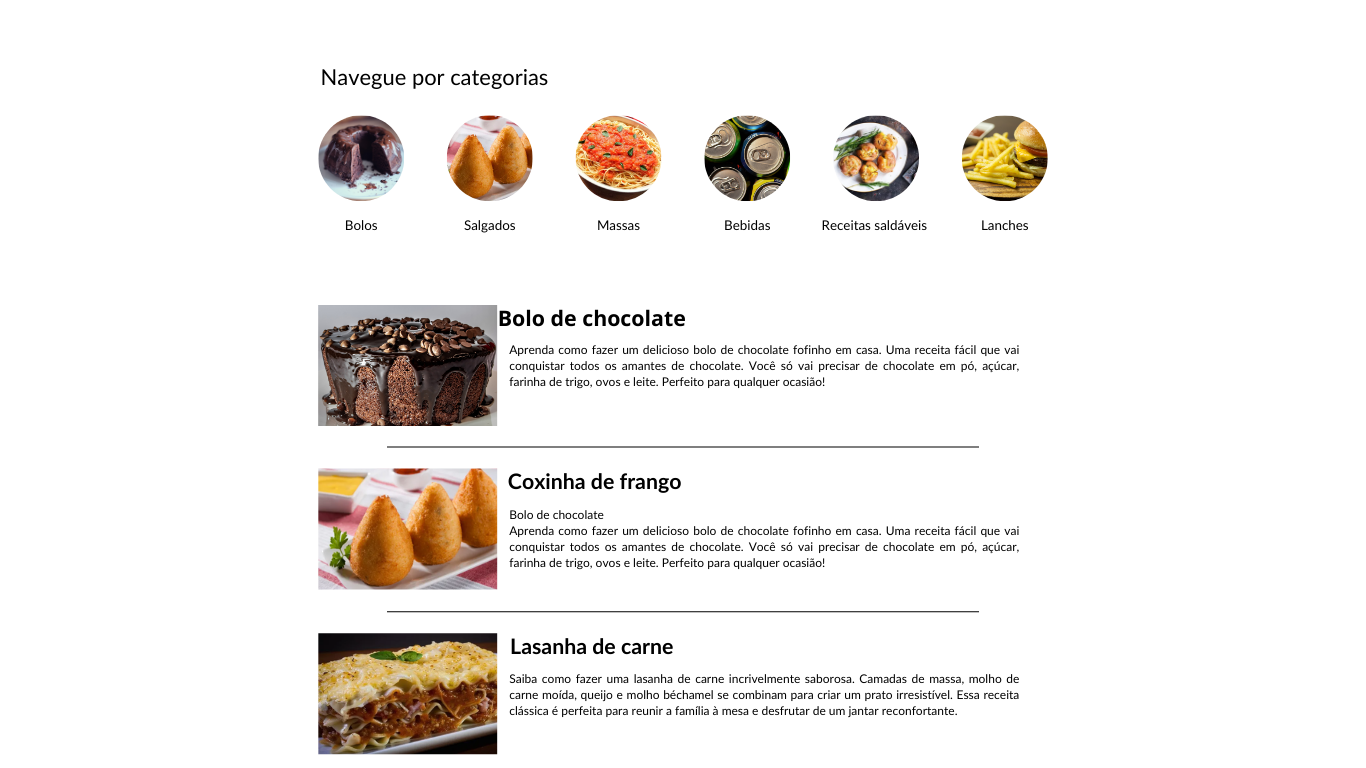 Navegue por categorias
Bolos
Salgados
Massas
Bebidas
Receitas saldáveis
Lanches
Bolo de chocolate
Aprenda como fazer um delicioso bolo de chocolate fofinho em casa. Uma receita fácil que vai
conquistar todos os amantes de chocolate. Você só vai precisar de chocolate em pó, açúcar,
farinha de trigo, ovos e leite. Perfeito para qualquer ocasião!
Coxinha de frango
Bolo de chocolate
Aprenda como fazer um delicioso bolo de chocolate fofinho em casa. Uma receita fácil que vai
conquistar todos os amantes de chocolate. Você só vai precisar de chocolate em pó, açúcar,
farinha de trigo, ovos e leite. Perfeito para qualquer ocasião!
Lasanha de carne
Saiba como fazer uma lasanha de carne incrivelmente saborosa. Camadas de massa, molho de
carne moída, queijo e molho béchamel se combinam para criar um prato irresistível. Essa receita
clássica é perfeita para reunir a família à mesa e desfrutar de um jantar reconfortante.